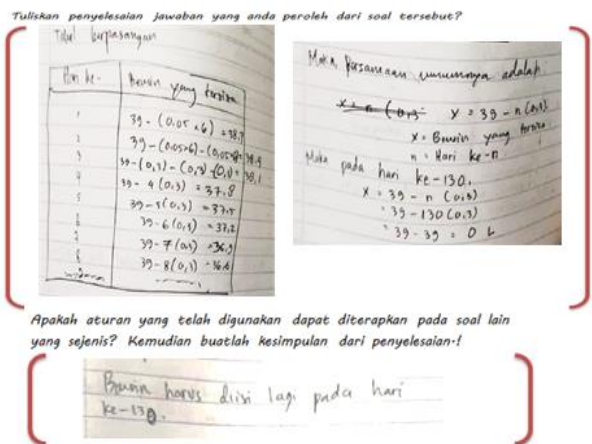 Tuliskan penyelesaian jawaban yang anda peroleh dari soal tersebut?
Tabel berpasangan
Hari ke- Bensin yang tersisa
1 39 - (0,05 × 6) = 38,7
2 39 - (0,05×6) - (0,05×6) = 38,4
3 39 - (0,3) - (0,3) - (0,3) = 38,1
4 39 - 4 (0,3) = 37,8
5 39 - 5 (0,3) = 37,5
6 39 - 6 (0,3) = 37,2
7 39 - 7 (0,3) = 36,9
8 39 - 8 (0,3) = 36,6
Maka persamaan umumnya adalah
X = 39 - n (0,3)
X = Bensin yang tersisa
n = Hari ke-n
Maka pada hari ke-130,
X = 39 - n (0,3)
= 39 - 130 (0,3)
= 39 - 39 = 0 L
Apakah aturan yang telah digunakan dapat diterapkan pada soal lain
yang sejenis? Kemudian buatlah kesimpulan dari penyelesaian.!
Bensin harus diisi lagi pada hari
ke-130.